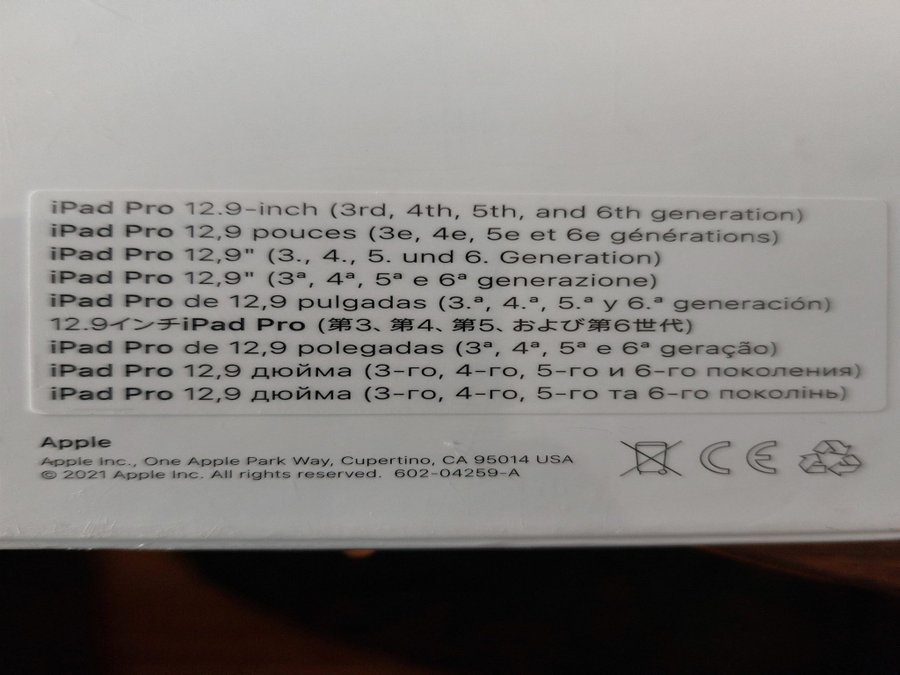 iPad Pro 12.9-inch (3rd, 4th, 5th, and 6th generation)
iPad Pro 12,9 pouces (3e, 4e, 5e et 6e générations)
iPad Pro 12,9" (3., 4., 5. und 6. Generation)
iPad Pro 12,9" (3ª, 4ª, 5ª e 6ª generazione)
iPad Pro de 12,9 pulgadas (3.ª, 4.ª, 5.ª y 6.ª generación)
12.9インチiPad Pro (第3、第4、第5、および第6世代)
iPad Pro de 12,9 polegadas (3ª, 4ª, 5ª e 6ª geração)
iPad Pro 12,9 дюйма (3-го, 4-го, 5-го и 6-го поколения)
iPad Pro 12,9 дюйма (3-го, 4-го, 5-го та 6-го поколінь)
Apple
Apple Inc., One Apple Park Way, Cupertino, CA 95014 USA
© 2021 Apple Inc. All rights reserved. 602-04259-A
CE